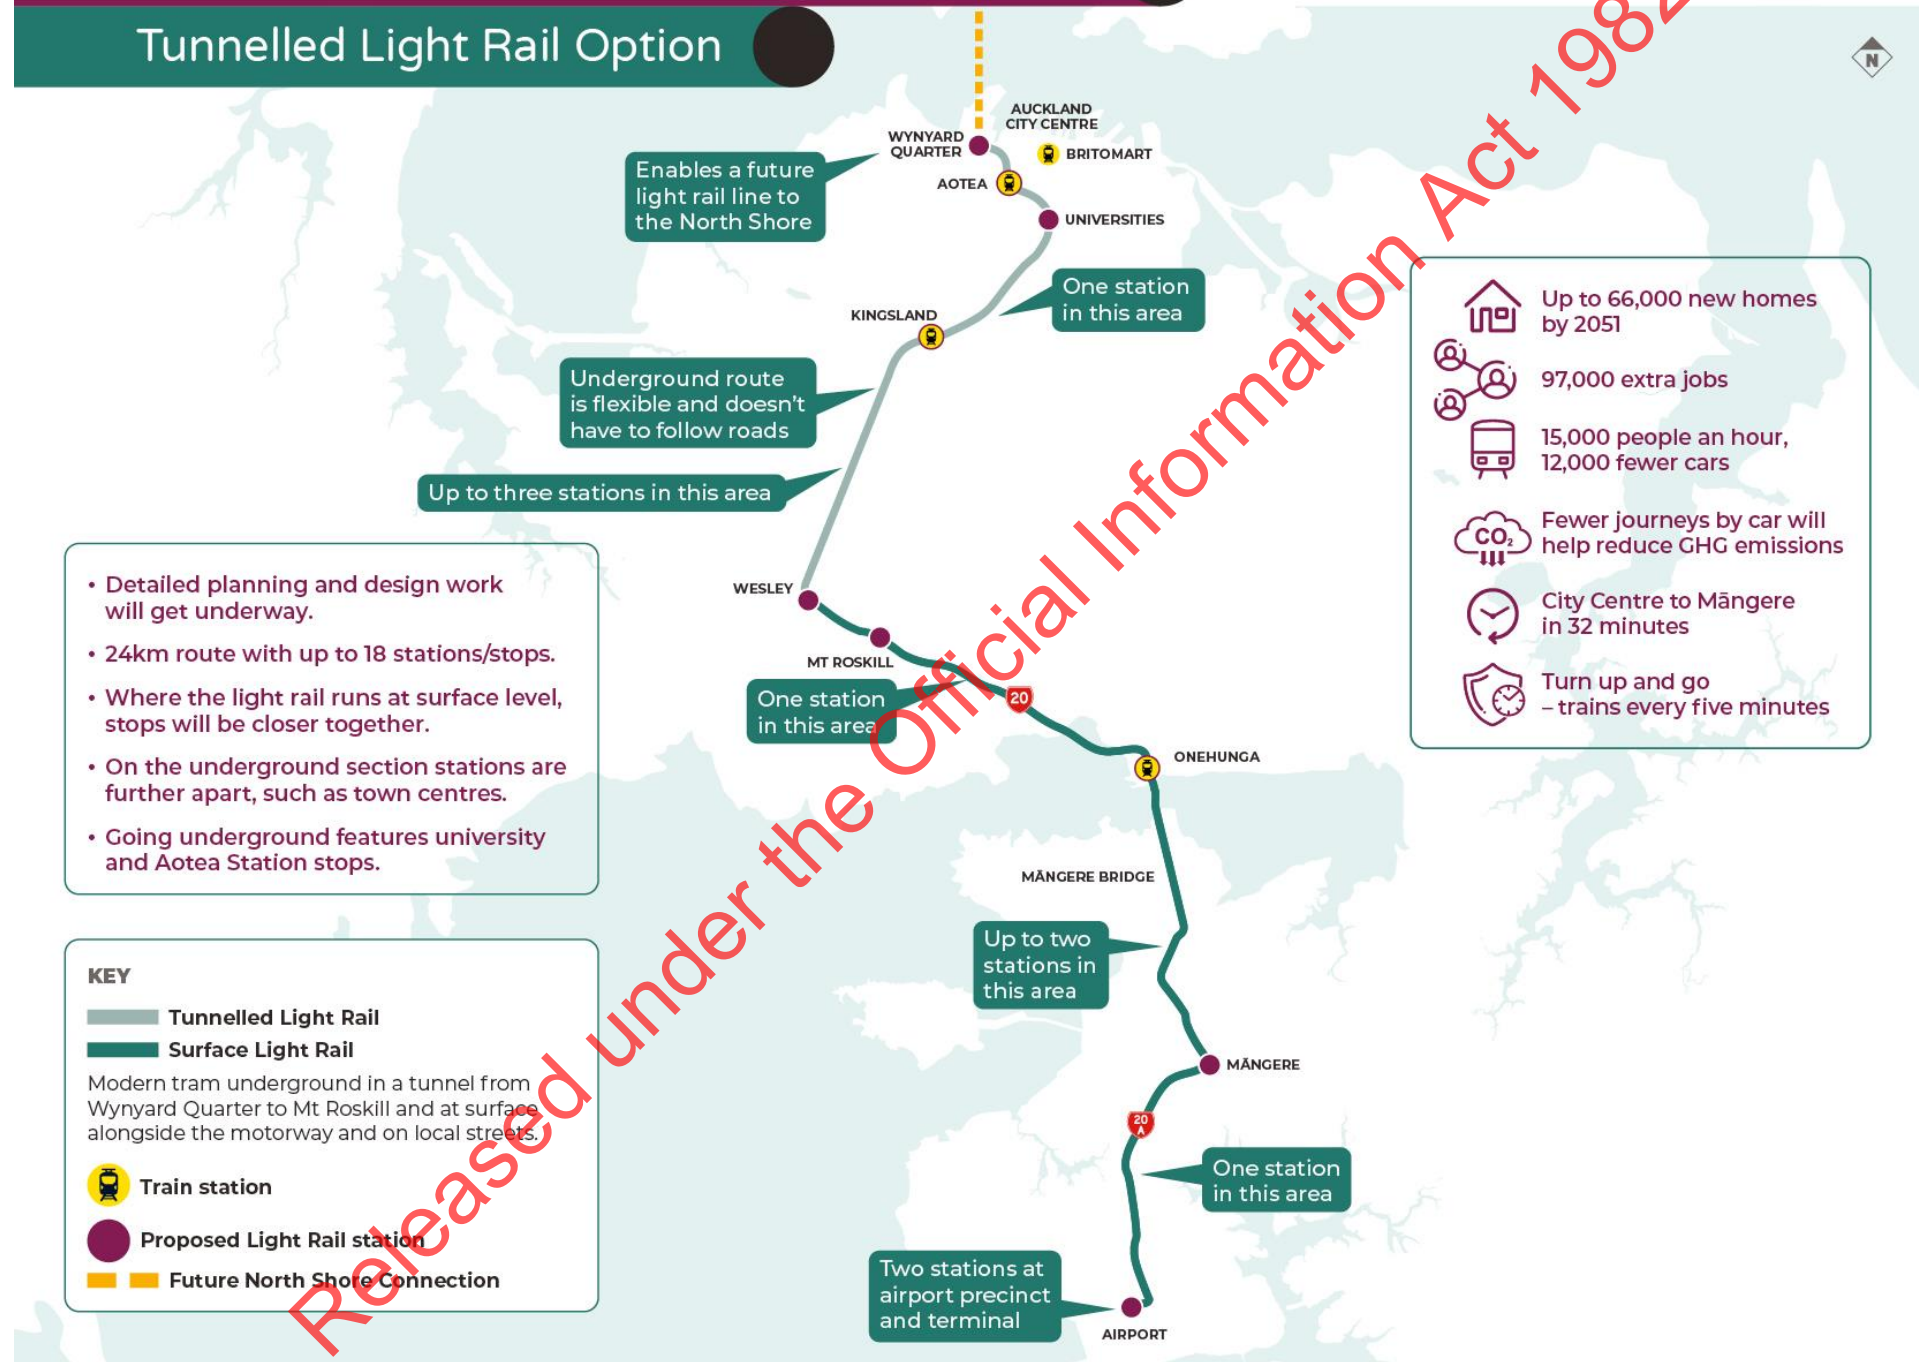 Tunnelled Light Rail Option
N
AUCKLAND
CITY CENTRE
WYNYARD
QUARTER
BRITOMART
AOTEA
UNIVERSITIES
Enables a future
light rail line to
the North Shore
One station
in this area
KINGSLAND
Underground route
is flexible and doesn't
have to follow roads
Up to three stations in this area
WESLEY
MT ROSKILL
One station
in this area
20
ONEHUNGA
MĀNGERE BRIDGE
Up to two
stations in
this area
MĀNGERE
20
A
One station
in this area
Two stations at
airport precinct
and terminal
AIRPORT
Up to 66,000 new homes
by 2051
97,000 extra jobs
15,000 people an hour,
12,000 fewer cars
CO₂
Fewer journeys by car will
help reduce GHG emissions
City Centre to Māngere
in 32 minutes
Turn up and go
– trains every five minutes
• Detailed planning and design work
will get underway.
• 24km route with up to 18 stations/stops.
• Where the light rail runs at surface level,
stops will be closer together.
• On the underground section stations are
further apart, such as town centres.
• Going underground features university
and Aotea Station stops.
KEY
Tunnelled Light Rail
Surface Light Rail
Modern tram underground in a tunnel from
Wynyard Quarter to Mt Roskill and at surface
alongside the motorway and on local streets.
Train station
Proposed Light Rail station
Future North Shore Connection
Released under the Official Information Act 1982